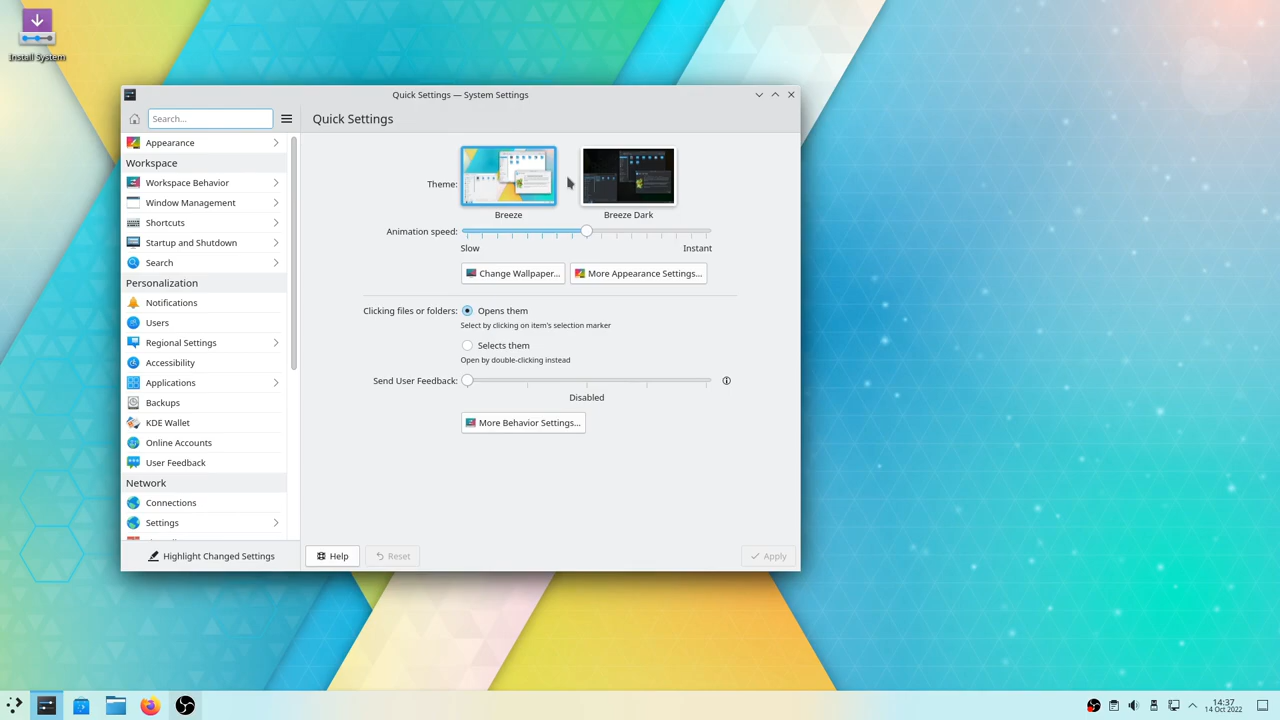 Install System
Quick Settings — System Settings
Search...
Quick Settings
Appearance
Workspace
Workspace Behavior
Window Management
Shortcuts
Startup and Shutdown
Search
Personalization
Notifications
Users
Regional Settings
Accessibility
Applications
Backups
KDE Wallet
Online Accounts
User Feedback
Network
Connections
Settings
Highlight Changed Settings
Theme:
Breeze
Breeze Dark
Animation speed:
Slow
Instant
Change Wallpaper...
More Appearance Settings...
Clicking files or folders:
Opens them
Select by clicking on item's selection marker
Selects them
Open by double-clicking instead
Send User Feedback:
Disabled
More Behavior Settings...
Help
Reset
Apply
14:37
14 Oct 2022